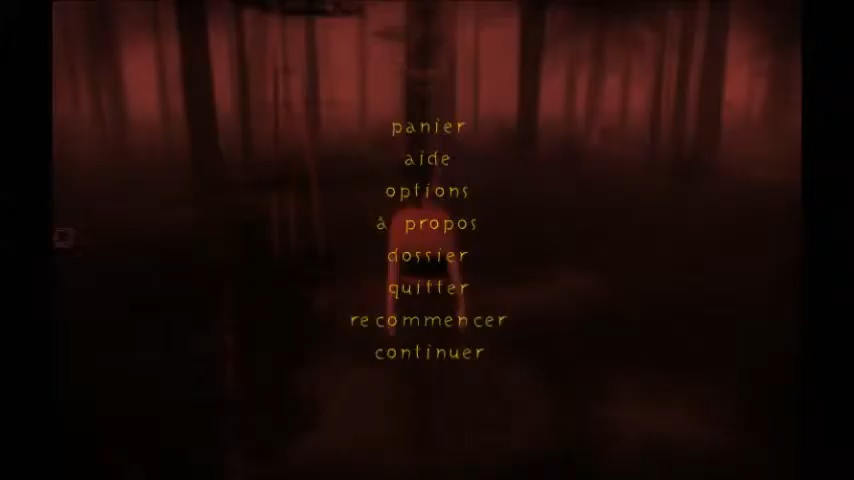 panier
aide
options
à propos
dossier
quitter
recommencer
continuer